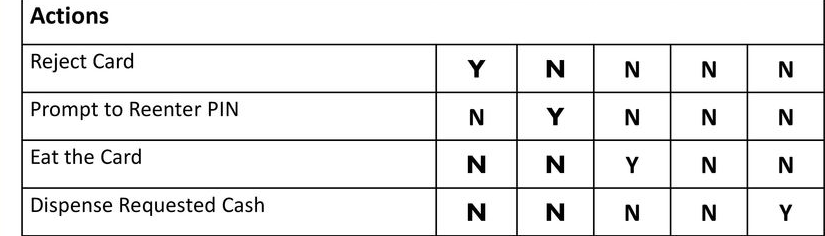 Actions
Reject Card Y N N N N
Prompt to Reenter PIN N Y N N N
Eat the Card N N Y N N
Dispense Requested Cash N N N N Y